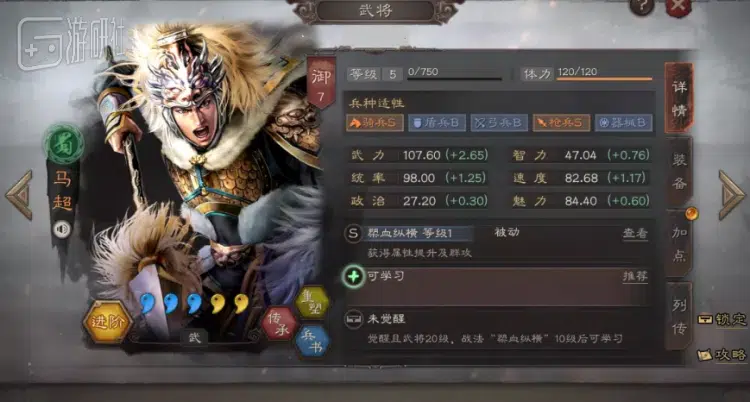 游研社
武将
?
御
7
等级 5 0/750
体力 120/120
兵种适性
骑兵S 盾兵B 弓兵B 枪兵S 器械B
武力 107.60 (+2.65) 智力 47.04 (+0.76)
统率 98.00 (+1.25) 速度 82.68 (+1.17)
政治 27.20 (+0.30) 魅力 84.40 (+0.60)
S 槊血纵横 等级1 被动 查看
获得属性提升及群攻
可学习 推荐
未觉醒
觉醒且武将20级、战法“槊血纵横”10级后可学习
蜀
马超
进阶
武
传承
重塑
兵书
详情
装备
加点
列传
锁定
攻略